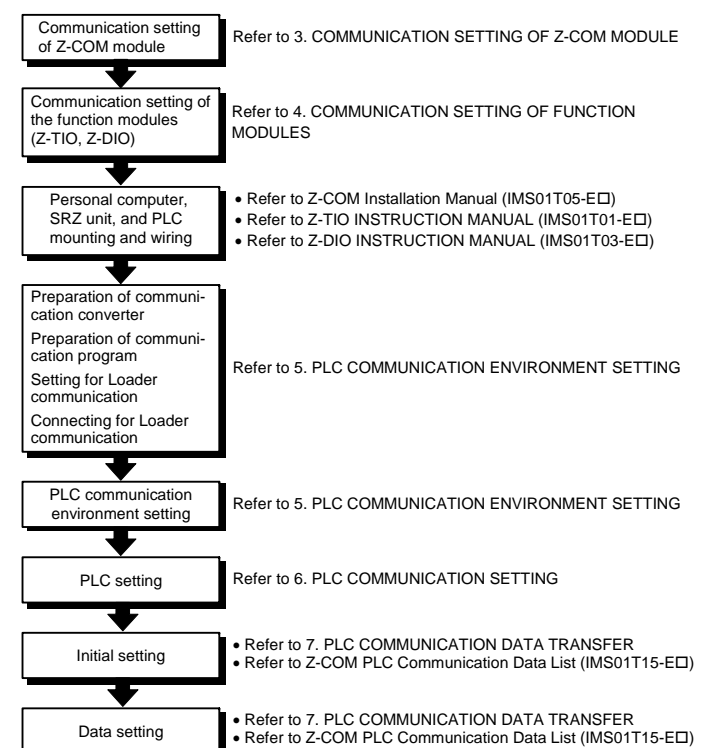 Communication setting
of Z-COM module
Refer to 3. COMMUNICATION SETTING OF Z-COM MODULE
Communication setting of
the function modules
(Z-TIO, Z-DIO)
Refer to 4. COMMUNICATION SETTING OF FUNCTION
MODULES
Personal computer,
SRZ unit, and PLC
mounting and wiring
• Refer to Z-COM Installation Manual (IMS01T05-E□)
• Refer to Z-TIO INSTRUCTION MANUAL (IMS01T01-E□)
• Refer to Z-DIO INSTRUCTION MANUAL (IMS01T03-E□)
Preparation of communi-
cation converter
Preparation of communi-
cation program
Setting for Loader
communication
Connecting for Loader
communication
Refer to 5. PLC COMMUNICATION ENVIRONMENT SETTING
PLC communication
environment setting
Refer to 5. PLC COMMUNICATION ENVIRONMENT SETTING
PLC setting
Refer to 6. PLC COMMUNICATION SETTING
Initial setting
• Refer to 7. PLC COMMUNICATION DATA TRANSFER
• Refer to Z-COM PLC Communication Data List (IMS01T15-E□)
Data setting
• Refer to 7. PLC COMMUNICATION DATA TRANSFER
• Refer to Z-COM PLC Communication Data List (IMS01T15-E□)